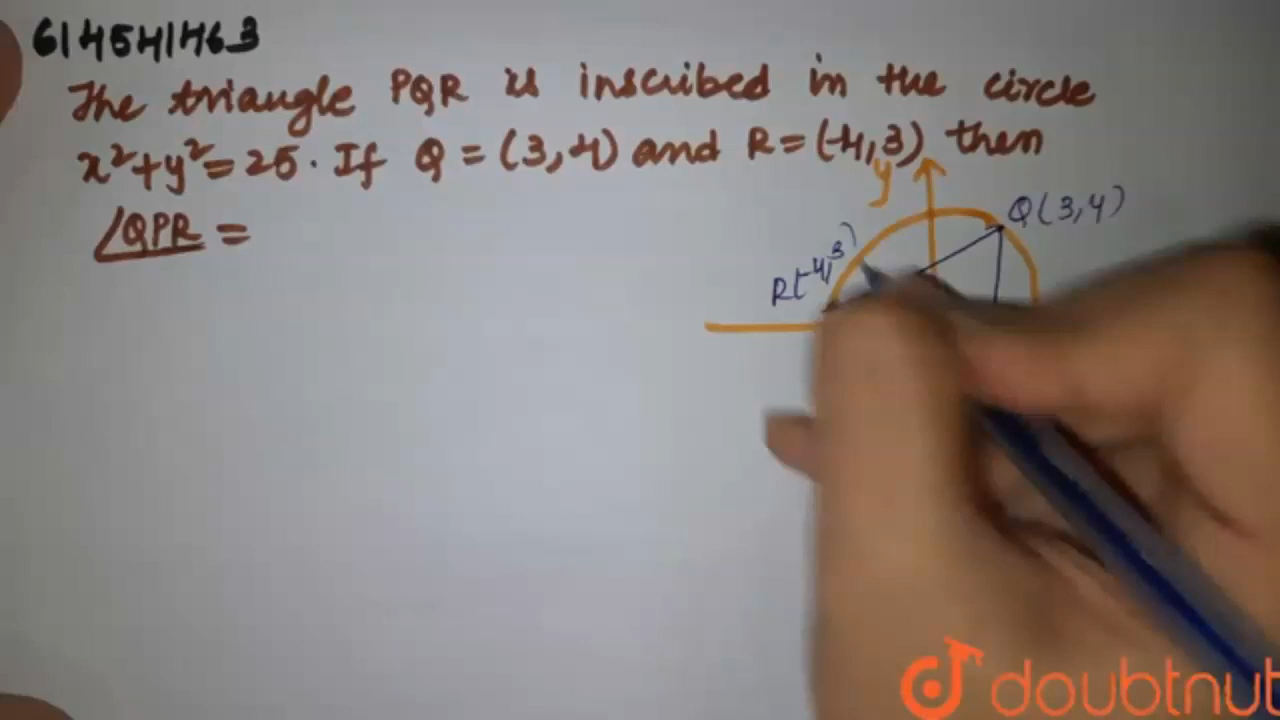 614541463
The triangle PQR is inscribed in the circle
x²+y²=25. If Q = (3,4) and R=(-4,3) then
∠QPR =
y
Q(3,4)
R(-4,3)
doubtnut